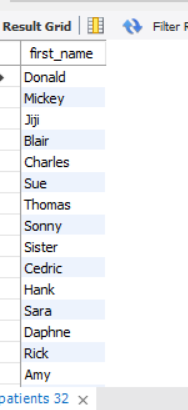 Result Grid Filter R
first_name
Donald
Mickey
Jiji
Blair
Charles
Sue
Thomas
Sonny
Sister
Cedric
Hank
Sara
Daphne
Rick
Amy
patients 32 ×